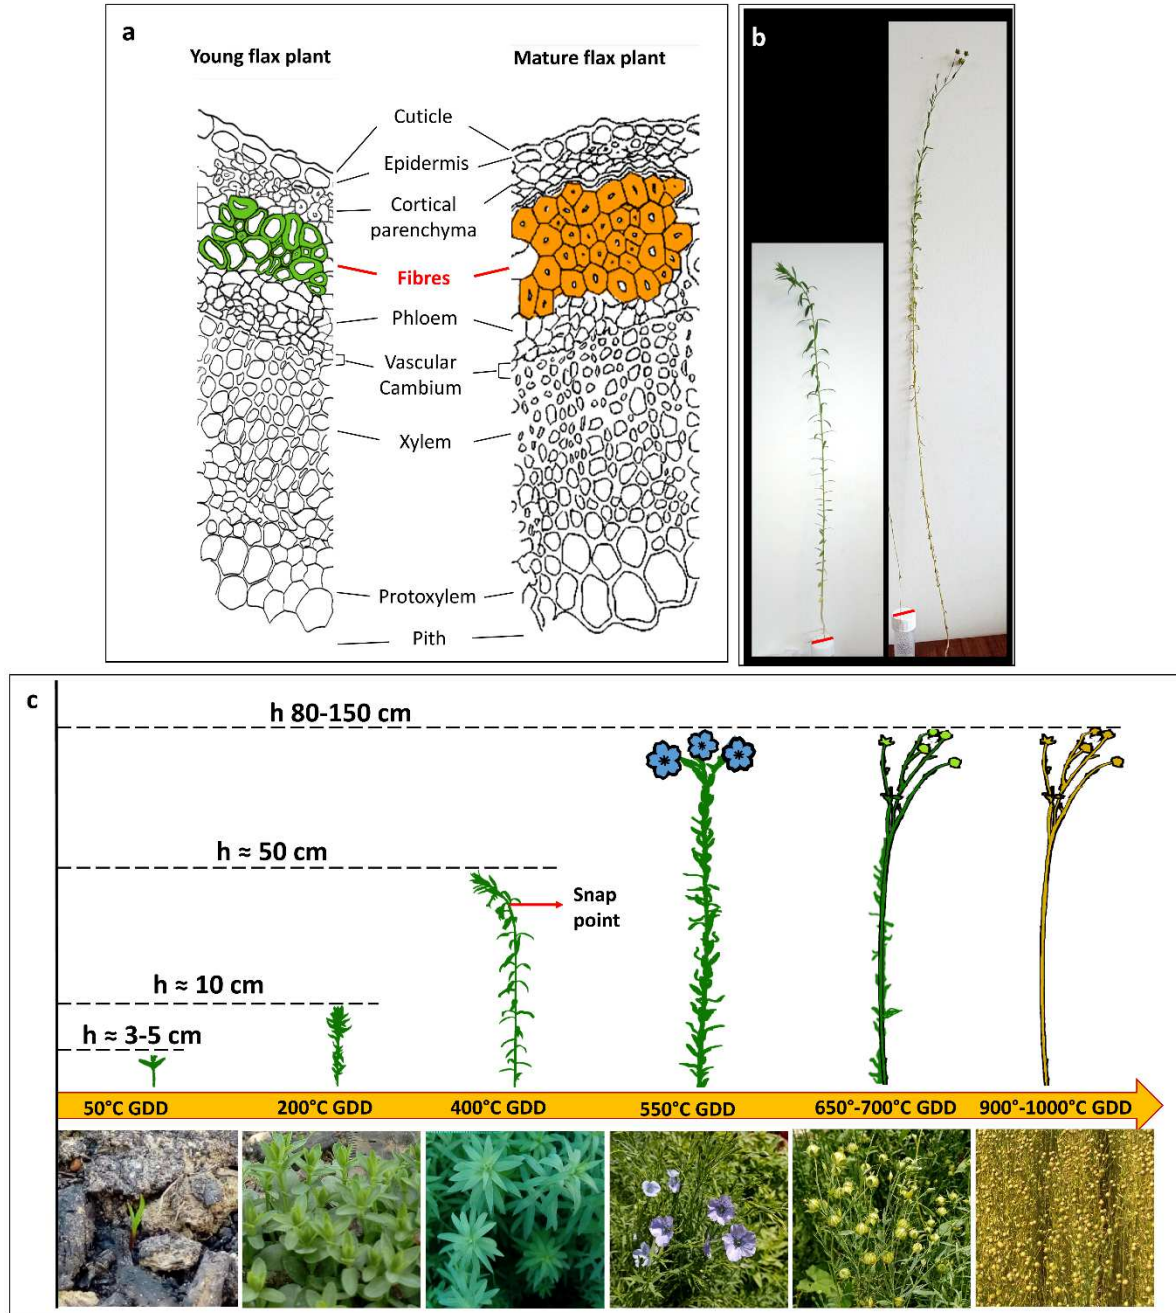 a
Young flax plant
Mature flax plant
Cuticle
Epidermis
Cortical
parenchyma
Fibres
Phloem
Vascular
Cambium
Xylem
Protoxylem
Pith
b
c
h 80-150 cm
h ≈ 50 cm
Snap
point
h ≈ 10 cm
h ≈ 3-5 cm
50°C GDD
200°C GDD
400°C GDD
550°C GDD
650°-700°C GDD
900°-1000°C GDD